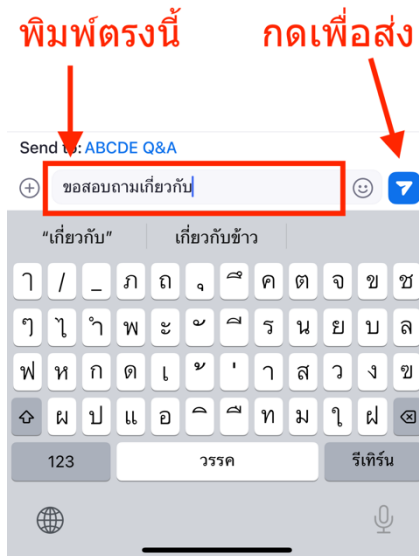 พิมพ์ตรงนี้ กดเพื่อส่ง
Send to: ABCDE Q&A
ขอสอบถามเกี่ยวกับ
“เกี่ยวกับ” เกี่ยวกับข้าว
ๅ / _ ภ ถ ุ ึ ค ต จ ข ช
ๆ ไ ำ พ ะ ั ี ร น ย บ ล
ฟ ห ก ด เ ้ ่ า ส ว ง ฃ
ผ ป แ อ ิ ื ท ม ใ ฝ
123 วรรค รีเทิร์น